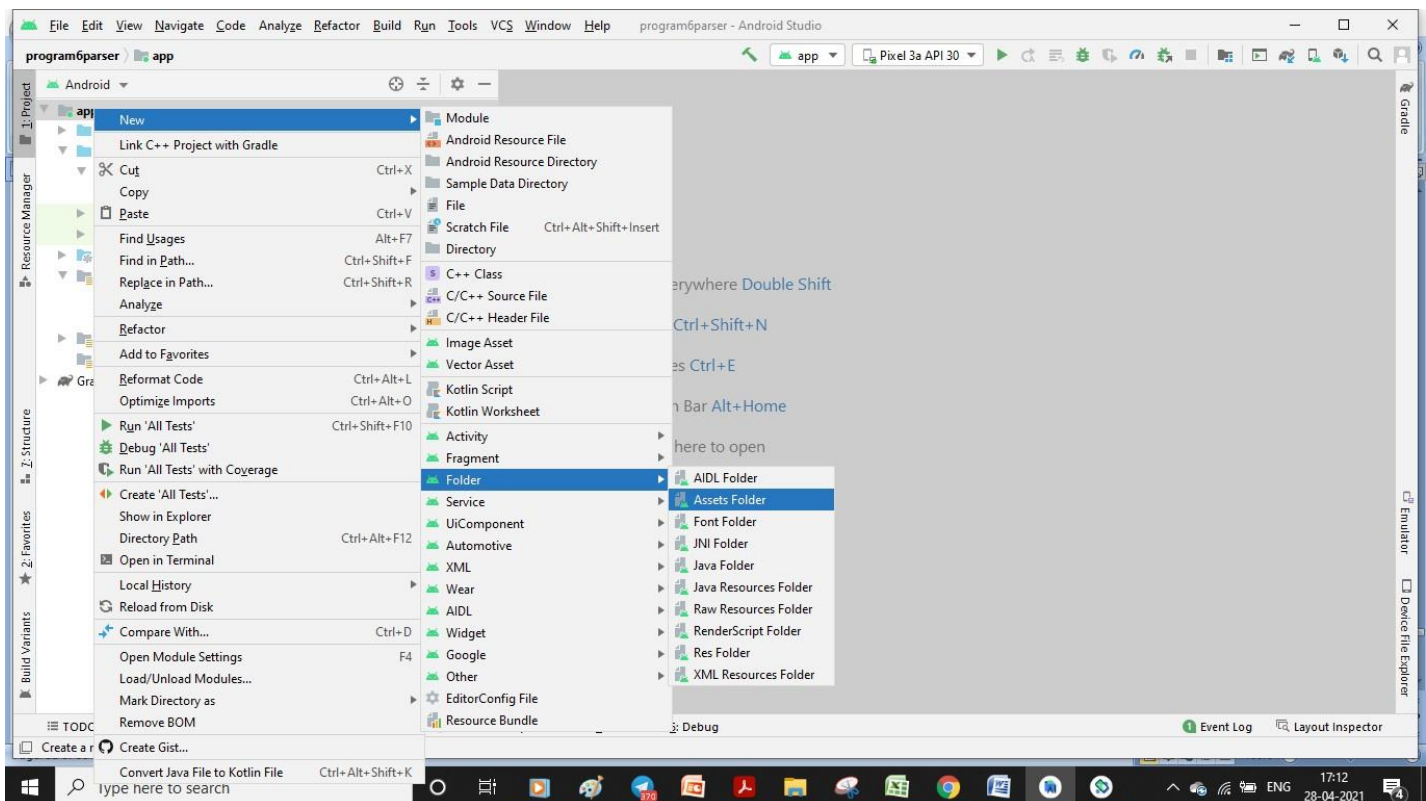 File Edit View Navigate Code Analyze Refactor Build Run Tools VCS Window Help program6parser - Android Studio
program6parser app
app Pixel 3a API 30
Android
1: Project
Resource Manager
7: Structure
2: Favorites
Build Variants
app
Gra
New
Link C++ Project with Gradle
Cut Ctrl+X
Copy
Paste Ctrl+V
Find Usages Alt+F7
Find in Path... Ctrl+Shift+F
Replace in Path... Ctrl+Shift+R
Analyze
Refactor
Add to Favorites
Reformat Code Ctrl+Alt+L
Optimize Imports Ctrl+Alt+O
Run 'All Tests' Ctrl+Shift+F10
Debug 'All Tests'
Run 'All Tests' with Coverage
Create 'All Tests'...
Show in Explorer
Directory Path Ctrl+Alt+F12
Open in Terminal
Local History
Reload from Disk
Compare With... Ctrl+D
Open Module Settings F4
Load/Unload Modules...
Mark Directory as
Remove BOM
Create Gist...
Convert Java File to Kotlin File Ctrl+Alt+Shift+K
Module
Android Resource File
Android Resource Directory
Sample Data Directory
File
Scratch File Ctrl+Alt+Shift+Insert
Directory
C++ Class
C/C++ Source File
C/C++ Header File
Image Asset
Vector Asset
Kotlin Script
Kotlin Worksheet
Activity
Fragment
Folder
Service
UiComponent
Automotive
XML
Wear
AIDL
Widget
Google
Other
EditorConfig File
Resource Bundle
AIDL Folder
Assets Folder
Font Folder
JNI Folder
Java Folder
Java Resources Folder
Raw Resources Folder
RenderScript Folder
Res Folder
XML Resources Folder
erywhere Double Shift
Ctrl+Shift+N
es Ctrl+E
n Bar Alt+Home
here to open
Gradle
Emulator
Device File Explorer
TODO
5: Debug
1 Event Log Layout Inspector
Create a n
Type here to search
370
ENG
17:12
28-04-2021
4